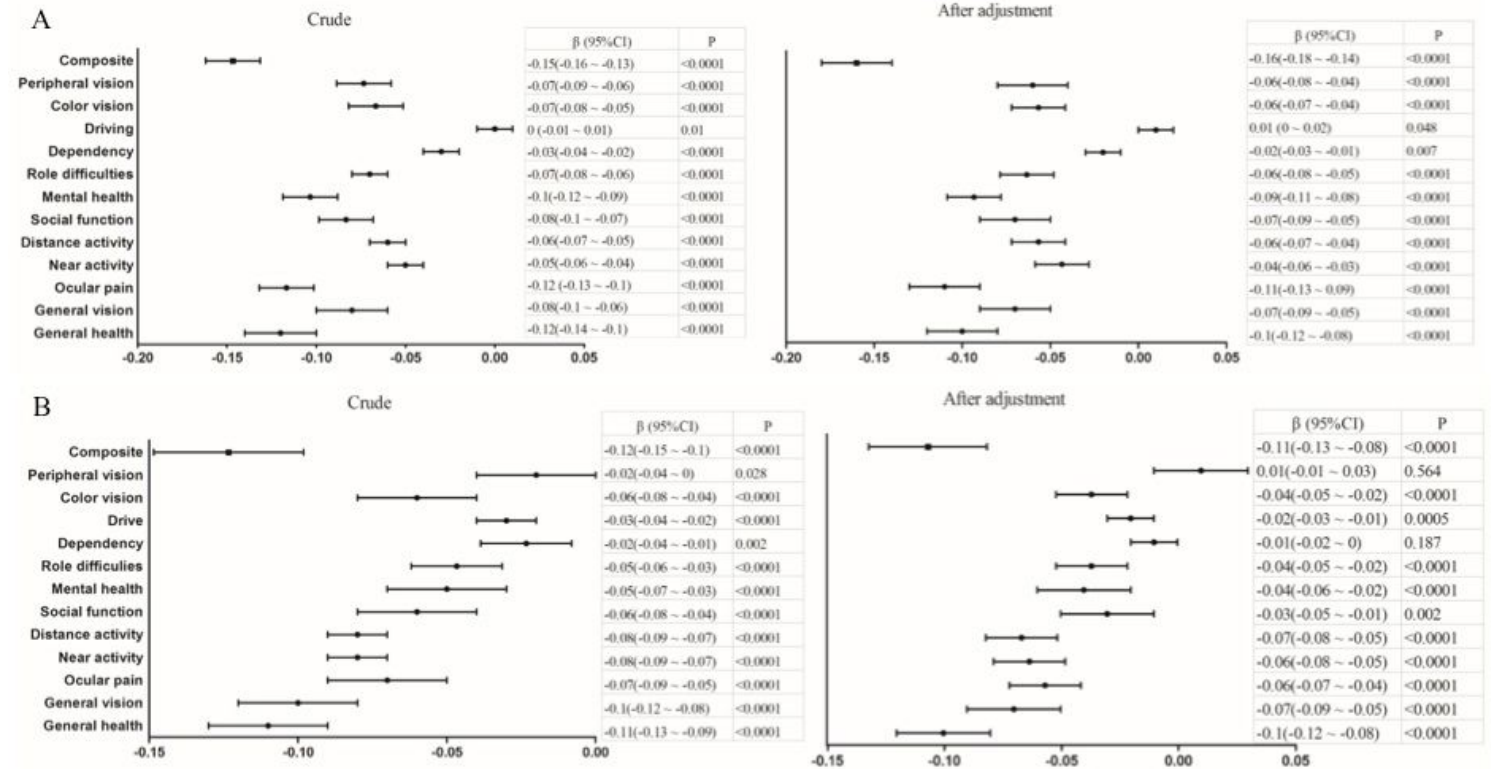 A
Crude
After adjustment
β (95%CI) P
β (95%CI) P
Composite -0.15(-0.16 ~ -0.13) <0.0001 -0.16(-0.18 ~ -0.14) <0.0001
Peripheral vision -0.07(-0.09 ~ -0.06) <0.0001 -0.06(-0.08 ~ -0.04) <0.0001
Color vision -0.07(-0.08 ~ -0.05) <0.0001 -0.06(-0.07 ~ -0.04) <0.0001
Driving 0 (-0.01 ~ 0.01) 0.01 0.01 (0 ~ 0.02) 0.048
Dependency -0.03(-0.04 ~ -0.02) <0.0001 -0.02(-0.03 ~ -0.01) 0.007
Role difficulties -0.07(-0.08 ~ -0.06) <0.0001 -0.06(-0.08 ~ -0.05) <0.0001
Mental health -0.1(-0.12 ~ -0.09) <0.0001 -0.09(-0.11 ~ -0.08) <0.0001
Social function -0.08(-0.1 ~ -0.07) <0.0001 -0.07(-0.09 ~ -0.05) <0.0001
Distance activity -0.06(-0.07 ~ -0.05) <0.0001 -0.06(-0.07 ~ -0.04) <0.0001
Near activity -0.05(-0.06 ~ -0.04) <0.0001 -0.04(-0.06 ~ -0.03) <0.0001
Ocular pain -0.12 (-0.13 ~ -0.1) <0.0001 -0.11(-0.13 ~ 0.09) <0.0001
General vision -0.08(-0.1 ~ -0.06) <0.0001 -0.07(-0.09 ~ -0.05) <0.0001
General health -0.12(-0.14 ~ -0.1) <0.0001 -0.1(-0.12 ~ -0.08) <0.0001
-0.20 -0.15 -0.10 -0.05 0.00 0.05
-0.20 -0.15 -0.10 -0.05 0.00 0.05
B
Crude
After adjustment
β (95%CI) P
β (95%CI) P
Composite -0.12(-0.15 ~ -0.1) <0.0001 -0.11(-0.13 ~ -0.08) <0.0001
Peripheral vision -0.02(-0.04 ~ 0) 0.028 0.01(-0.01 ~ 0.03) 0.564
Color vision -0.06(-0.08 ~ -0.04) <0.0001 -0.04(-0.05 ~ -0.02) <0.0001
Drive -0.03(-0.04 ~ -0.02) <0.0001 -0.02(-0.03 ~ -0.01) 0.0005
Dependency -0.02(-0.04 ~ -0.01) 0.002 -0.01(-0.02 ~ 0) 0.187
Role difficulies -0.05(-0.06 ~ -0.03) <0.0001 -0.04(-0.05 ~ -0.02) <0.0001
Mental health -0.05(-0.07 ~ -0.03) <0.0001 -0.04(-0.06 ~ -0.02) <0.0001
Social function -0.06(-0.08 ~ -0.04) <0.0001 -0.03(-0.05 ~ -0.01) 0.002
Distance activity -0.08(-0.09 ~ -0.07) <0.0001 -0.07(-0.08 ~ -0.05) <0.0001
Near activity -0.08(-0.09 ~ -0.07) <0.0001 -0.06(-0.08 ~ -0.05) <0.0001
Ocular pain -0.07(-0.09 ~ -0.05) <0.0001 -0.06(-0.07 ~ -0.04) <0.0001
General vision -0.1(-0.12 ~ -0.08) <0.0001 -0.07(-0.09 ~ -0.05) <0.0001
General health -0.11(-0.13 ~ -0.09) <0.0001 -0.1(-0.12 ~ -0.08) <0.0001
-0.15 -0.10 -0.05 0.00
-0.15 -0.10 -0.05 0.00 0.05